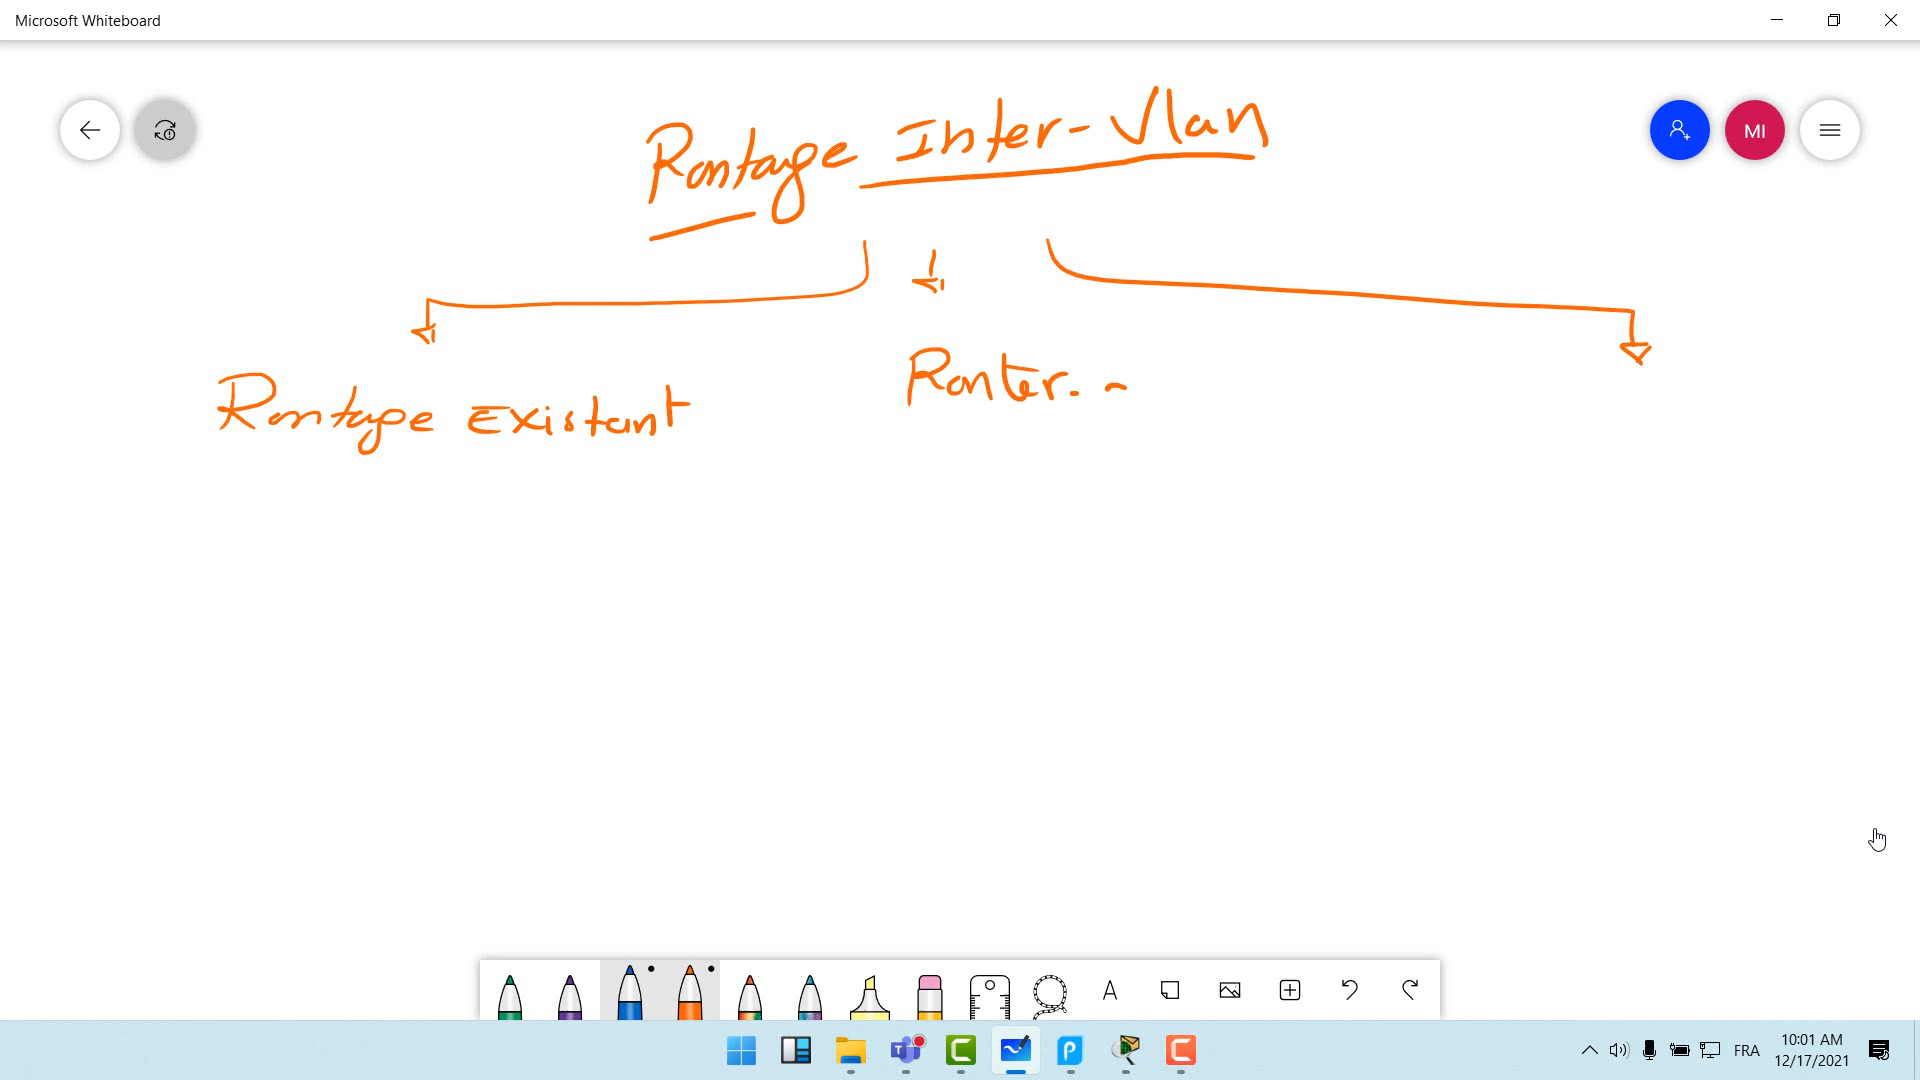 Microsoft Whiteboard
Routage Inter-Vlan
MI
Routage Existant
Router. -
A
FRA
10:01 AM
12/17/2021